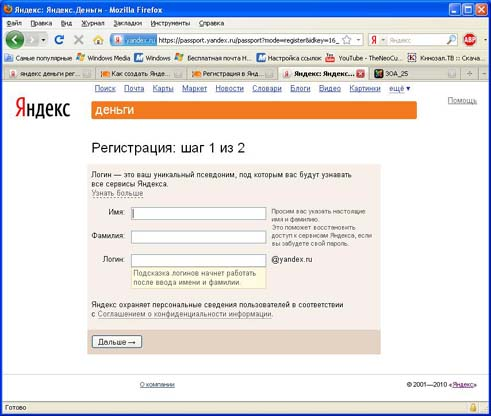 Яндекс: Яндекс.Деньги - Mozilla Firefox
Файл Правка Вид Журнал Закладки Инструменты Справка
yandex.ru https://passport.yandex.ru/passport?mode=register&idkey=16_ Яндекс ABP
Самые популярные Windows Media Windows Бесплатная почта H... Настройка ссылок YouTube - TheNoCu... Кинозал.ТВ :: Скача...
яндекс деньги рег... Как создать Янде... Регистрация в Янд... Яндекс: Яндекс... ЗОА_25
Поиск Почта Карты Маркет Новости Словари Блоги Видео Картинки ещё ▼
Яндекс
деньги
Помощь
Регистрация: шаг 1 из 2
Логин — это ваш уникальный псевдоним, под которым вас будут узнавать
все сервисы Яндекса.
Узнать больше
Имя:
Просим вас указать настоящие
имя и фамилию.
Это поможет восстановить
доступ к сервисам Яндекса, если
вы забудете свой пароль.
Фамилия:
Логин: @yandex.ru
Подсказка логинов начнет работать
после ввода имени и фамилии.
Яндекс охраняет персональные сведения пользователей в соответствии
с Соглашением о конфиденциальности информации.
Дальше →
О компании
© 2001—2010 «Яндекс»
Готово